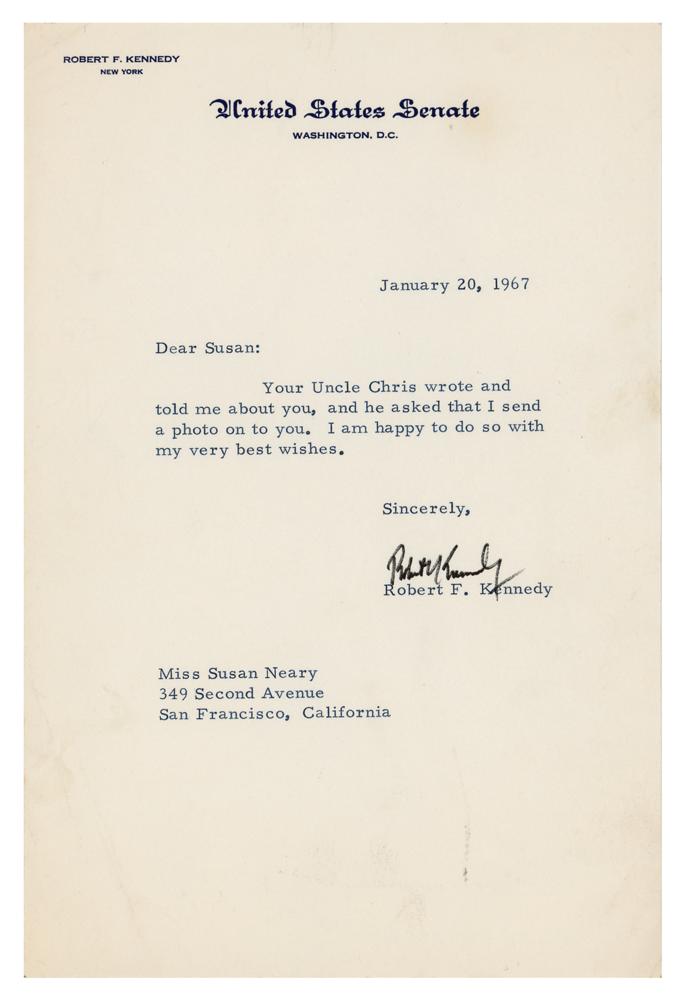 ROBERT F. KENNEDY
NEW YORK
United States Senate
WASHINGTON, D.C.
January 20, 1967
Dear Susan:
Your Uncle Chris wrote and
told me about you, and he asked that I send
a photo on to you. I am happy to do so with
my very best wishes.
Sincerely,
Robert F. Kennedy
Miss Susan Neary
349 Second Avenue
San Francisco, California